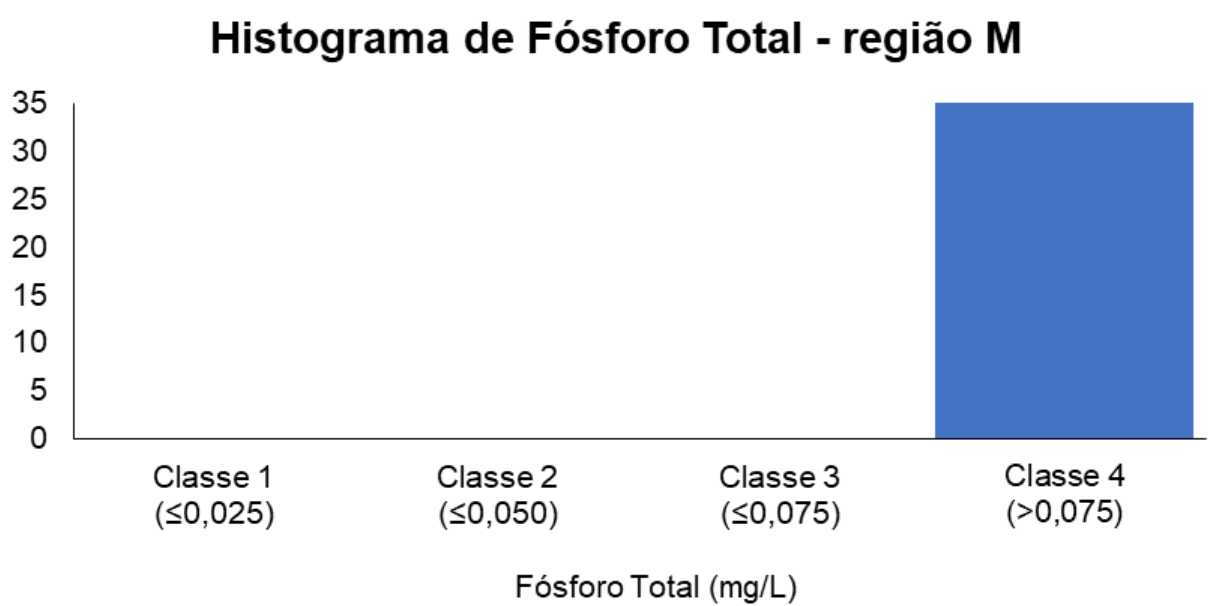 Histograma de Fósforo Total - região M
35
30
25
20
15
10
5
0
Classe 1 Classe 2 Classe 3 Classe 4
(≤0,025) (≤0,050) (≤0,075) (>0,075)
Fósforo Total (mg/L)